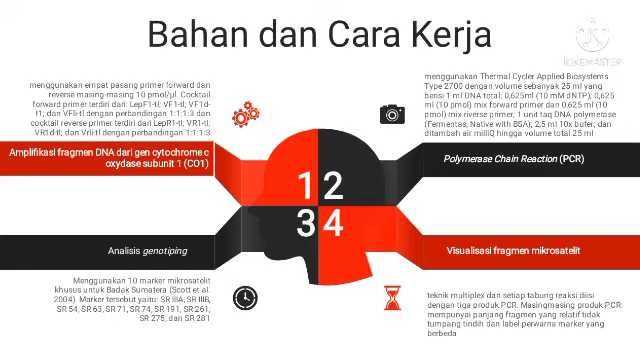 Bahan dan Cara Kerja
KINEMASTER
menggunakan empat pasang primer forward dan
reverse masing-masing 10 pmol/µl. Cocktail
forward primer terdiri dari: LepF1-tl; VF1-tl; VF1d-
t1; dan VFli-tl dengan perbandingan 1:1:1:3 dan
cocktail reverse primer terdiri dari LepR1-tl; VR1-tl;
VR1d-tl; dan Vrli-tl dengan perbandingan 1:1:1:3
Amplifikasi fragmen DNA dari gen cytochrome c
oxydase subunit 1 (CO1)
menggunakan Thermal Cycler Applied Biosystems
Type 2700 dengan volume sebanyak 25 ml yang
berisi 1 ml DNA total; 0,625ml (10 mM dNTP); 0,625
ml (10 pmol) mix forward primer dan 0,625 ml (10
pmol) mix riverse primer; 1 unit taq DNA polymerase
(Fermentas, Native with BSA); 2,5 ml 10x bufer; dan
ditambah air milliQ hingga volume total 25 ml
Polymerase Chain Reaction (PCR)
1 2
3 4
Analisis genotiping
Menggunakan 10 marker mikrosatelit
khusus untuk Badak Sumatera (Scott et al.
2004). Marker tersebut yaitu: SR IIIA, SR IIIB,
SR 54, SR 63, SR 71, SR 74, SR 191, SR 261,
SR 275, dan SR 281
Visualisasi fragmen mikrosatelit
teknik multiplex dan setiap tabung reaksi diisi
dengan tiga produk PCR. Masingmasing produk PCR
mempunyai panjang fragmen yang relatif tidak
tumpang tindih dan label perwarna marker yang
berbeda